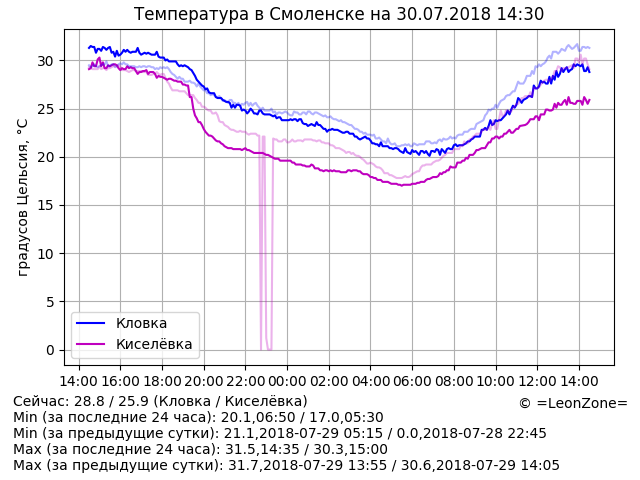 Температура в Смоленске на 30.07.2018 14:30
градусов Цельсия, °C
30
25
20
15
10
5
0
Кловка
Киселёвка
14:00 16:00 18:00 20:00 22:00 00:00 02:00 04:00 06:00 08:00 10:00 12:00 14:00
Сейчас: 28.8 / 25.9 (Кловка / Киселёвка)
© =LeonZone=
Min (за последние 24 часа): 20.1,06:50 / 17.0,05:30
Min (за предыдущие сутки): 21.1,2018-07-29 05:15 / 0.0,2018-07-28 22:45
Max (за последние 24 часа): 31.5,14:35 / 30.3,15:00
Max (за предыдущие сутки): 31.7,2018-07-29 13:55 / 30.6,2018-07-29 14:05